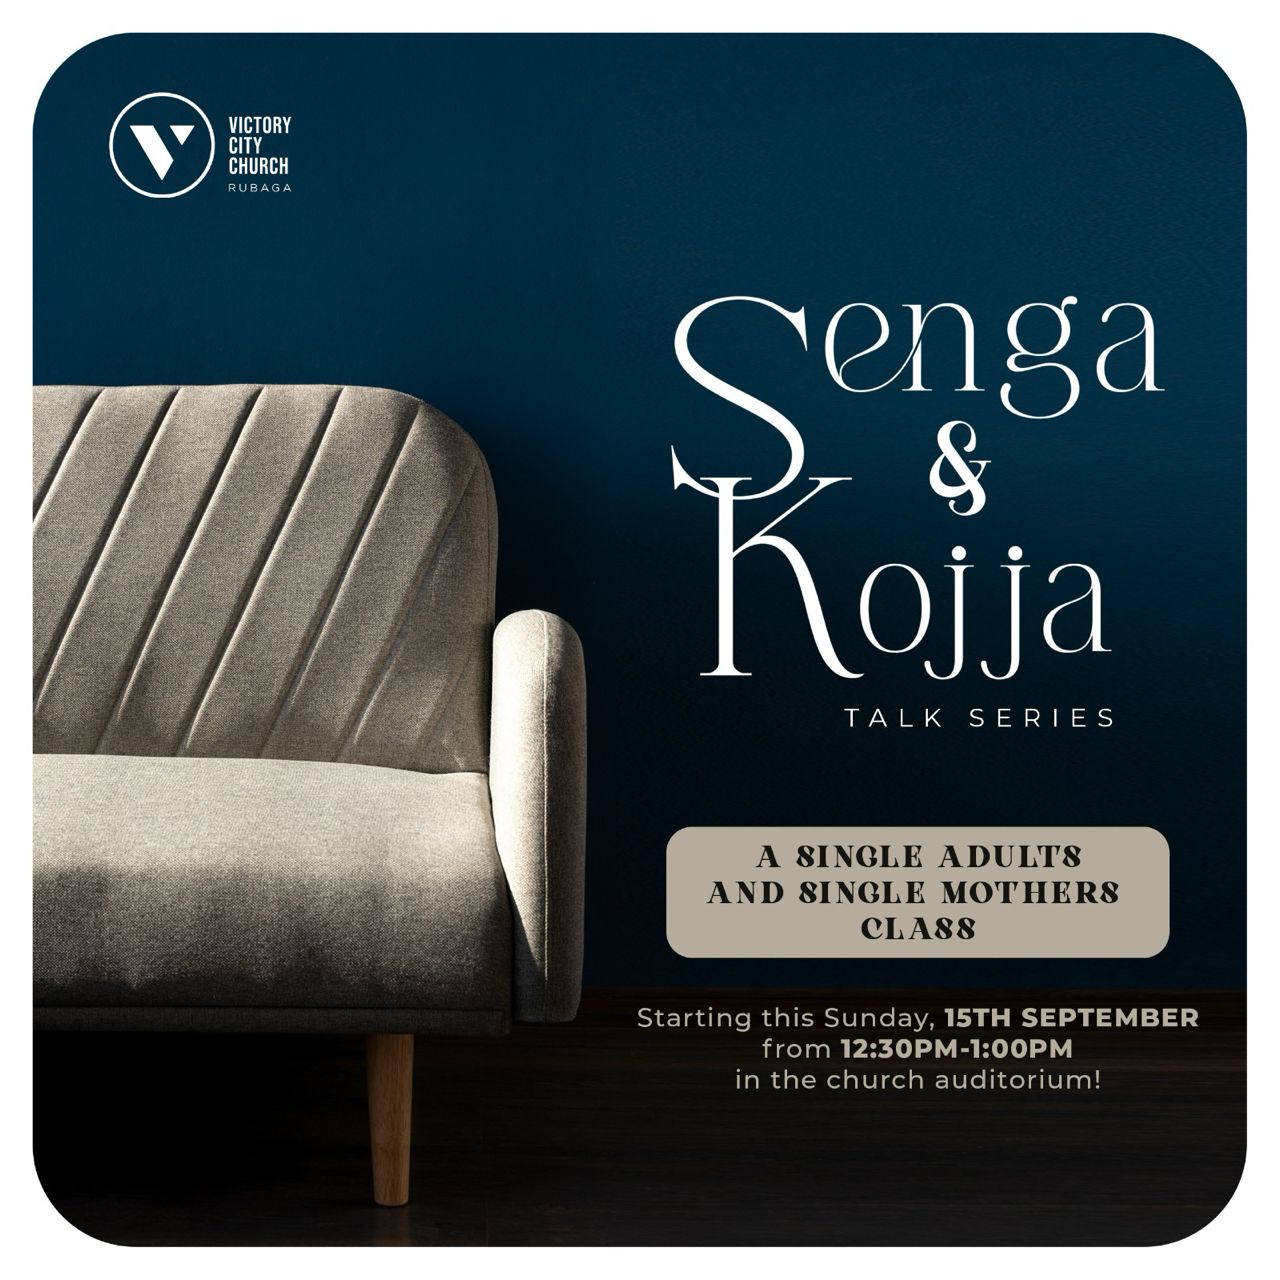 VICTORY
CITY
CHURCH
RUBAGA
Senga
&
Kojja
TALK SERIES
A SINGLE ADULTS
AND SINGLE MOTHERS
CLASS
Starting this Sunday, 15TH SEPTEMBER
from 12:30PM-1:00PM
in the church auditorium!